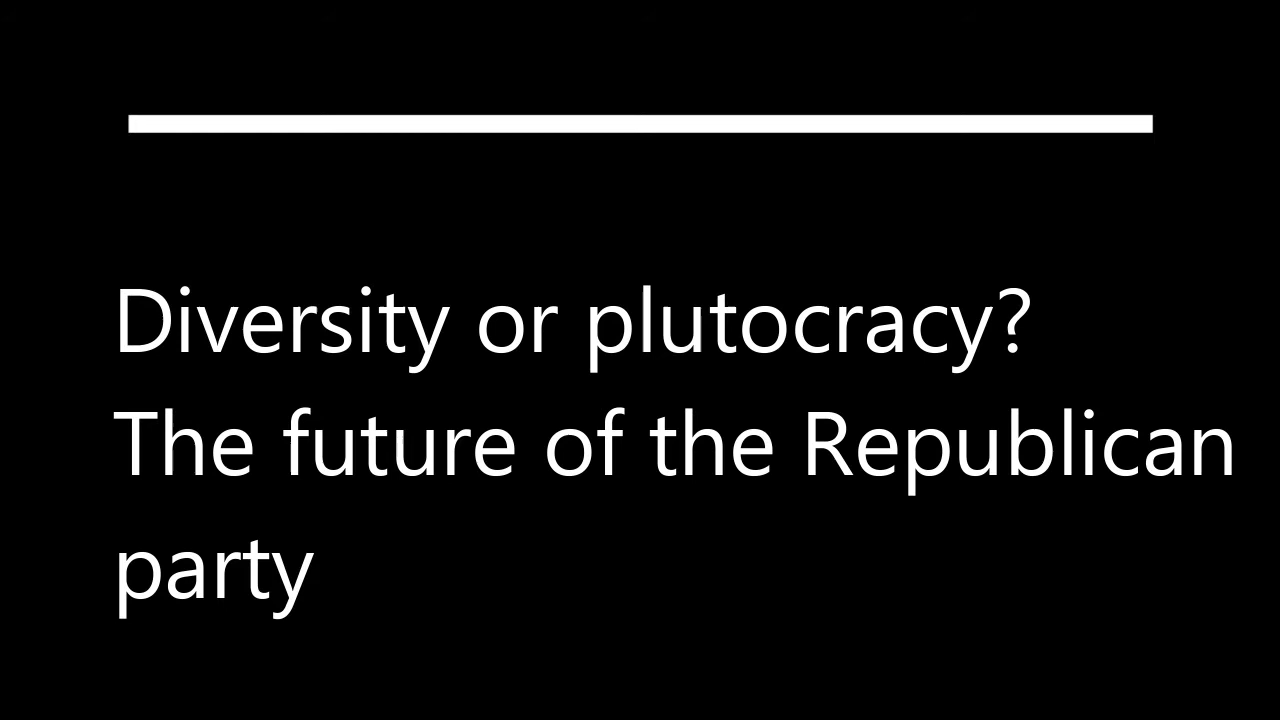 Diversity or plutocracy?
The future of the Republican
party